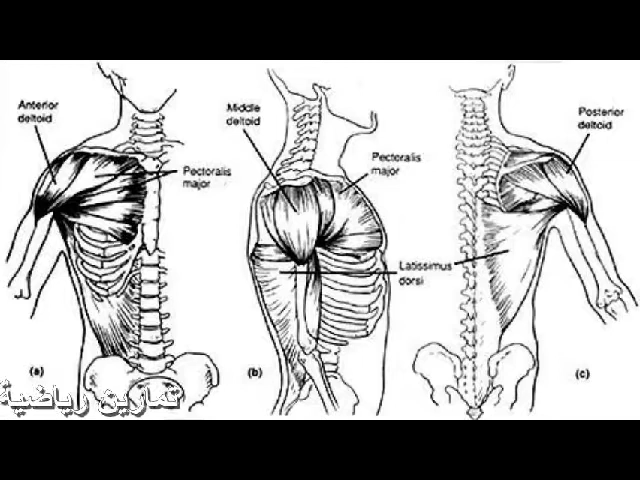 Anterior
deltoid
Pectoralis
major
Middle
deltoid
Pectoralis
major
Latissimus
dorsi
Posterior
deltoid
(a)
(b)
(c)
تمارين رياضية